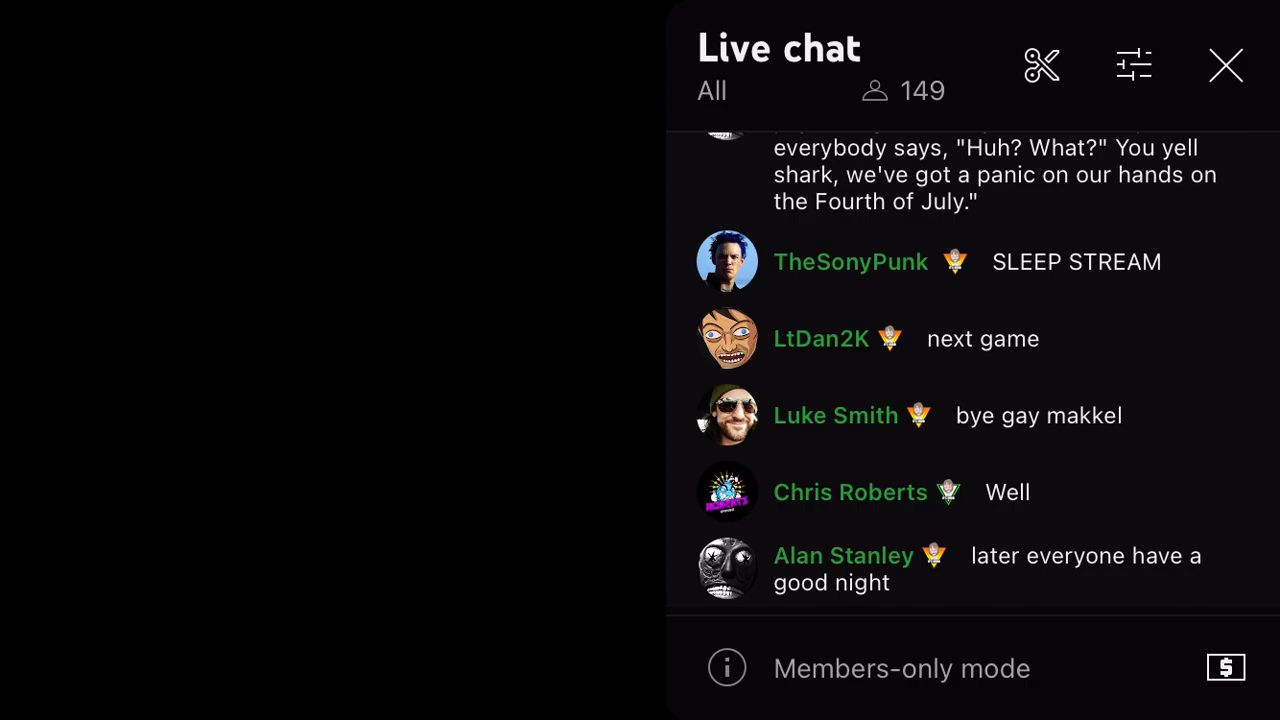 Live chat
All 149
everybody says, "Huh? What?" You yell
shark, we've got a panic on our hands on
the Fourth of July."
TheSonyPunk SLEEP STREAM
LtDan2K next game
Luke Smith bye gay makkel
Chris Roberts Well
Alan Stanley later everyone have a
good night
Members-only mode
$